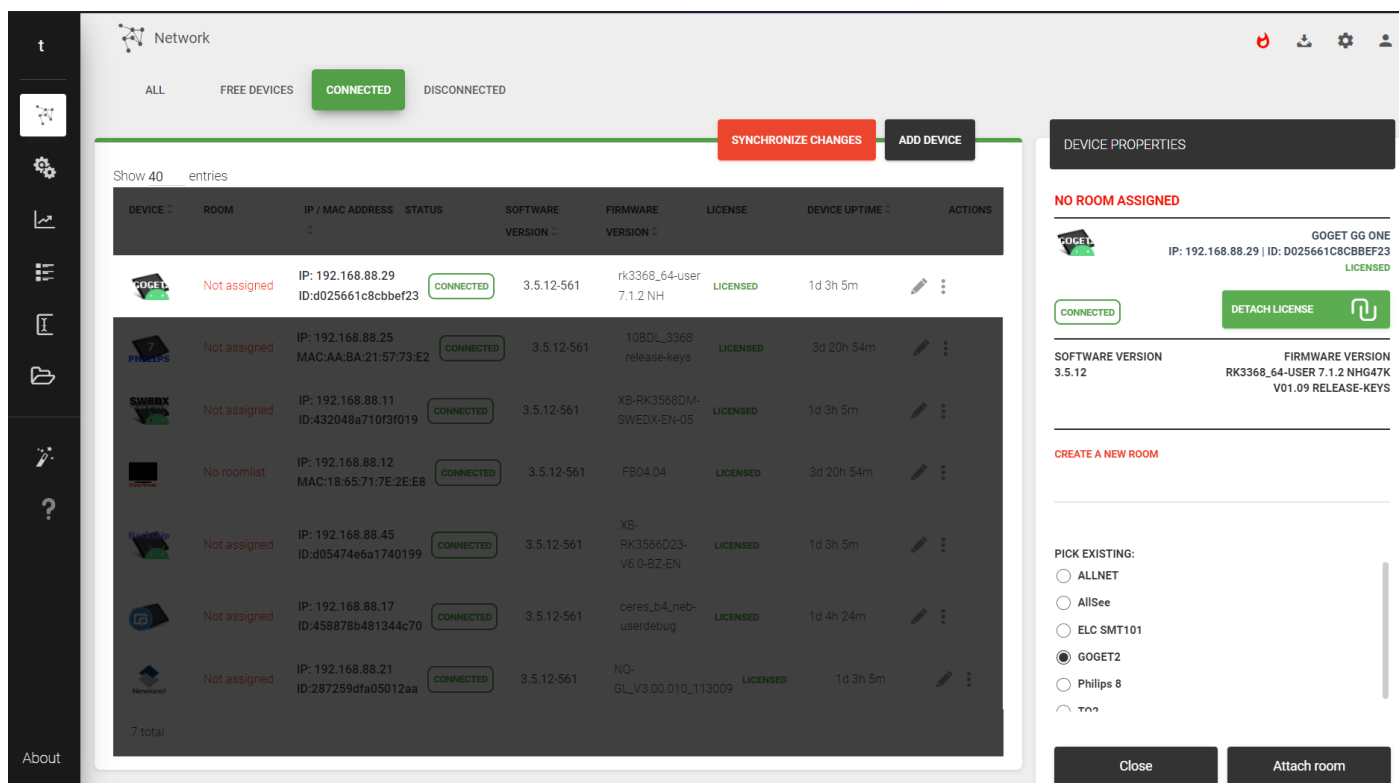 t
Network
ALL FREE DEVICES CONNECTED DISCONNECTED
SYNCHRONIZE CHANGES ADD DEVICE
Show 40 entries
DEVICE ROOM IP / MAC ADDRESS STATUS SOFTWARE VERSION FIRMWARE VERSION LICENSE DEVICE UPTIME ACTIONS
GOGET
Not assigned
IP: 192.168.88.29
ID:d025661c8cbbef23
CONNECTED
3.5.12-561
rk3368_64-user
7.1.2 NH
LICENSED
1d 3h 5m
7
PHILIPS
Not assigned
IP: 192.168.88.25
MAC:AA:BA:21:57:73:E2
CONNECTED
3.5.12-561
10BDL_3368
release-keys
LICENSED
3d 20h 54m
SWEDX
Not assigned
IP: 192.168.88.11
ID:432048a710f3f019
CONNECTED
3.5.12-561
XB-RK3568DM-
SWEDX-EN-05
LICENSED
1d 3h 5m
No roomlist
IP: 192.168.88.12
MAC:18:65:71:7E:2E:E8
CONNECTED
3.5.12-561
FB04.04
LICENSED
3d 20h 54m
Not assigned
IP: 192.168.88.45
ID:d05474e6a1740199
CONNECTED
3.5.12-561
XB-
RK3566D23-
V6.0-BZ-EN
LICENSED
1d 3h 5m
Not assigned
IP: 192.168.88.17
ID:458878b481344c70
CONNECTED
3.5.12-561
ceres_b4_neb-
userdebug
LICENSED
1d 4h 24m
Newland
Not assigned
IP: 192.168.88.21
ID:287259dfa05012aa
CONNECTED
3.5.12-561
NQ-
GL_V3.00.010_113009
LICENSED
1d 3h 5m
7 total
About
DEVICE PROPERTIES
NO ROOM ASSIGNED
GOGET
GOGET GG ONE
IP: 192.168.88.29 | ID: D025661C8CBBEF23
LICENSED
CONNECTED
DETACH LICENSE
SOFTWARE VERSION
3.5.12
FIRMWARE VERSION
RK3368_64-USER 7.1.2 NHG47K
V01.09 RELEASE-KEYS
CREATE A NEW ROOM
PICK EXISTING:
ALLNET
AllSee
ELC SMT101
GOGET2
Philips 8
Close Attach room